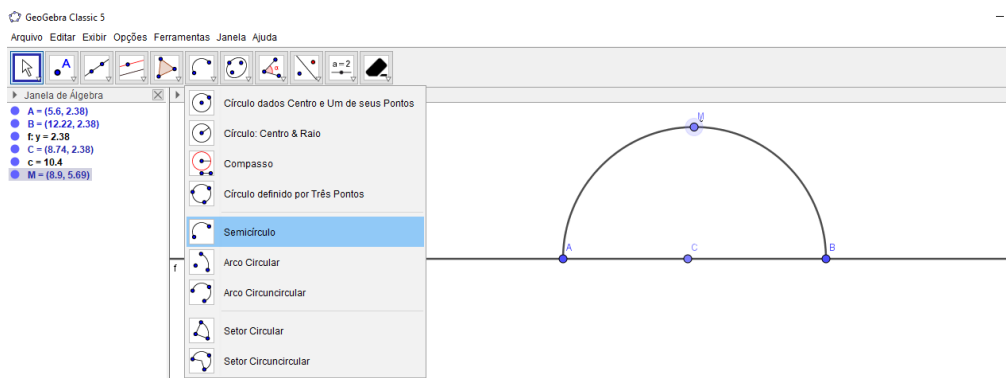 GeoGebra Classic 5
Arquivo Editar Exibir Opções Ferramentas Janela Ajuda
A
α
a=2
Janela de Álgebra
A = (5.6, 2.38)
B = (12.22, 2.38)
f: y = 2.38
C = (8.74, 2.38)
c = 10.4
M = (8.9, 5.69)
Círculo dados Centro e Um de seus Pontos
Círculo: Centro & Raio
Compasso
Círculo definido por Três Pontos
Semicírculo
Arco Circular
Arco Circuncircular
Setor Circular
Setor Circuncircular
M
A
C
B
f